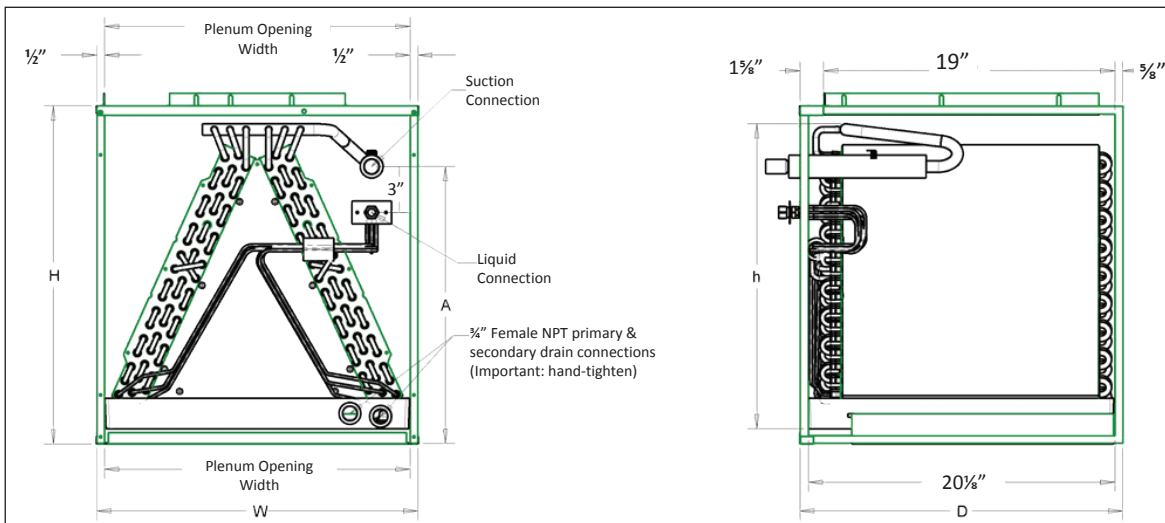 Plenum Opening
Width
½”
½”
Suction
Connection
3”
Liquid
Connection
H
A
¾” Female NPT primary &
secondary drain connections
(Important: hand-tighten)
Plenum Opening
Width
W
1⅝”
19”
⅝”
h
20⅛”
D